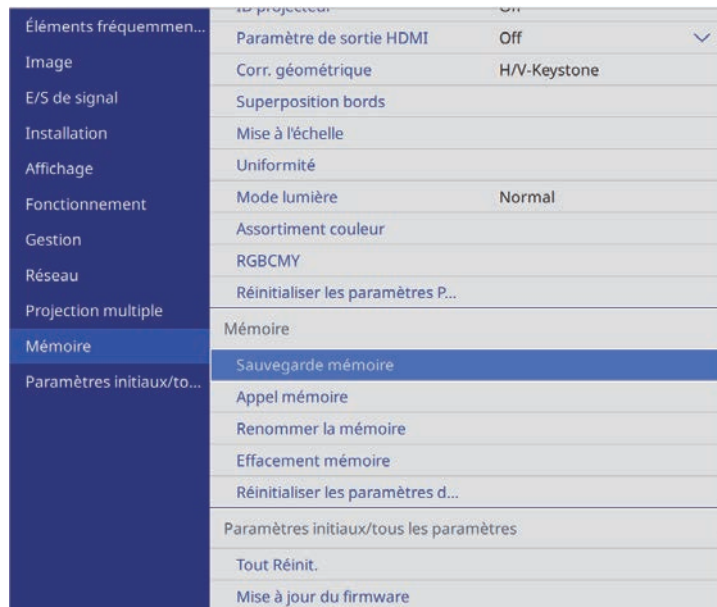 Éléments fréquemmen...
Image
E/S de signal
Installation
Affichage
Fonctionnement
Gestion
Réseau
Projection multiple
Mémoire
Paramètres initiaux/to...
ID projecteur Off
Paramètre de sortie HDMI Off
Corr. géométrique H/V-Keystone
Superposition bords
Mise à l'échelle
Uniformité
Mode lumière Normal
Assortiment couleur
RGBCMY
Réinitialiser les paramètres P...
Mémoire
Sauvegarde mémoire
Appel mémoire
Renommer la mémoire
Effacement mémoire
Réinitialiser les paramètres d...
Paramètres initiaux/tous les paramètres
Tout Réinit.
Mise à jour du firmware